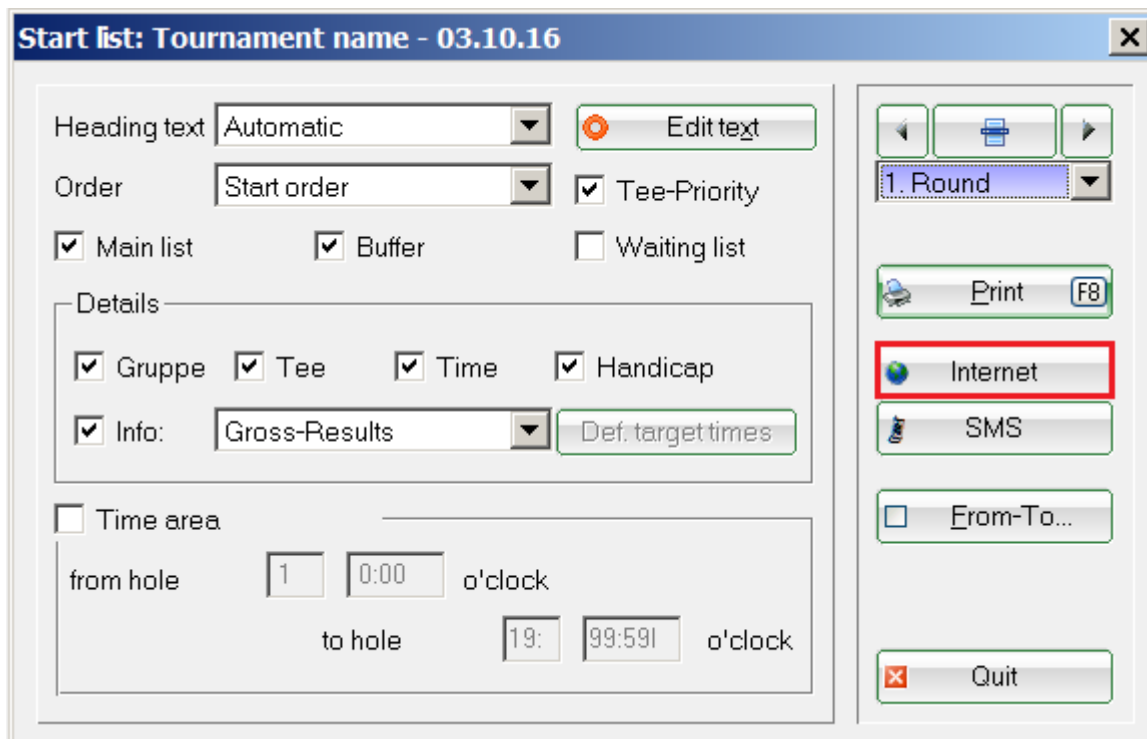 Start list: Tournament name - 03.10.16
Heading text Automatic Edit text
Order Start order Tee-Priority
Main list Buffer Waiting list
Details
Gruppe Tee Time Handicap
Info: Gross-Results Def. target times
Time area
from hole 1 0:00 o'clock
to hole 19: 99:59 o'clock
1. Round
Print F8
Internet
SMS
From-To...
Quit